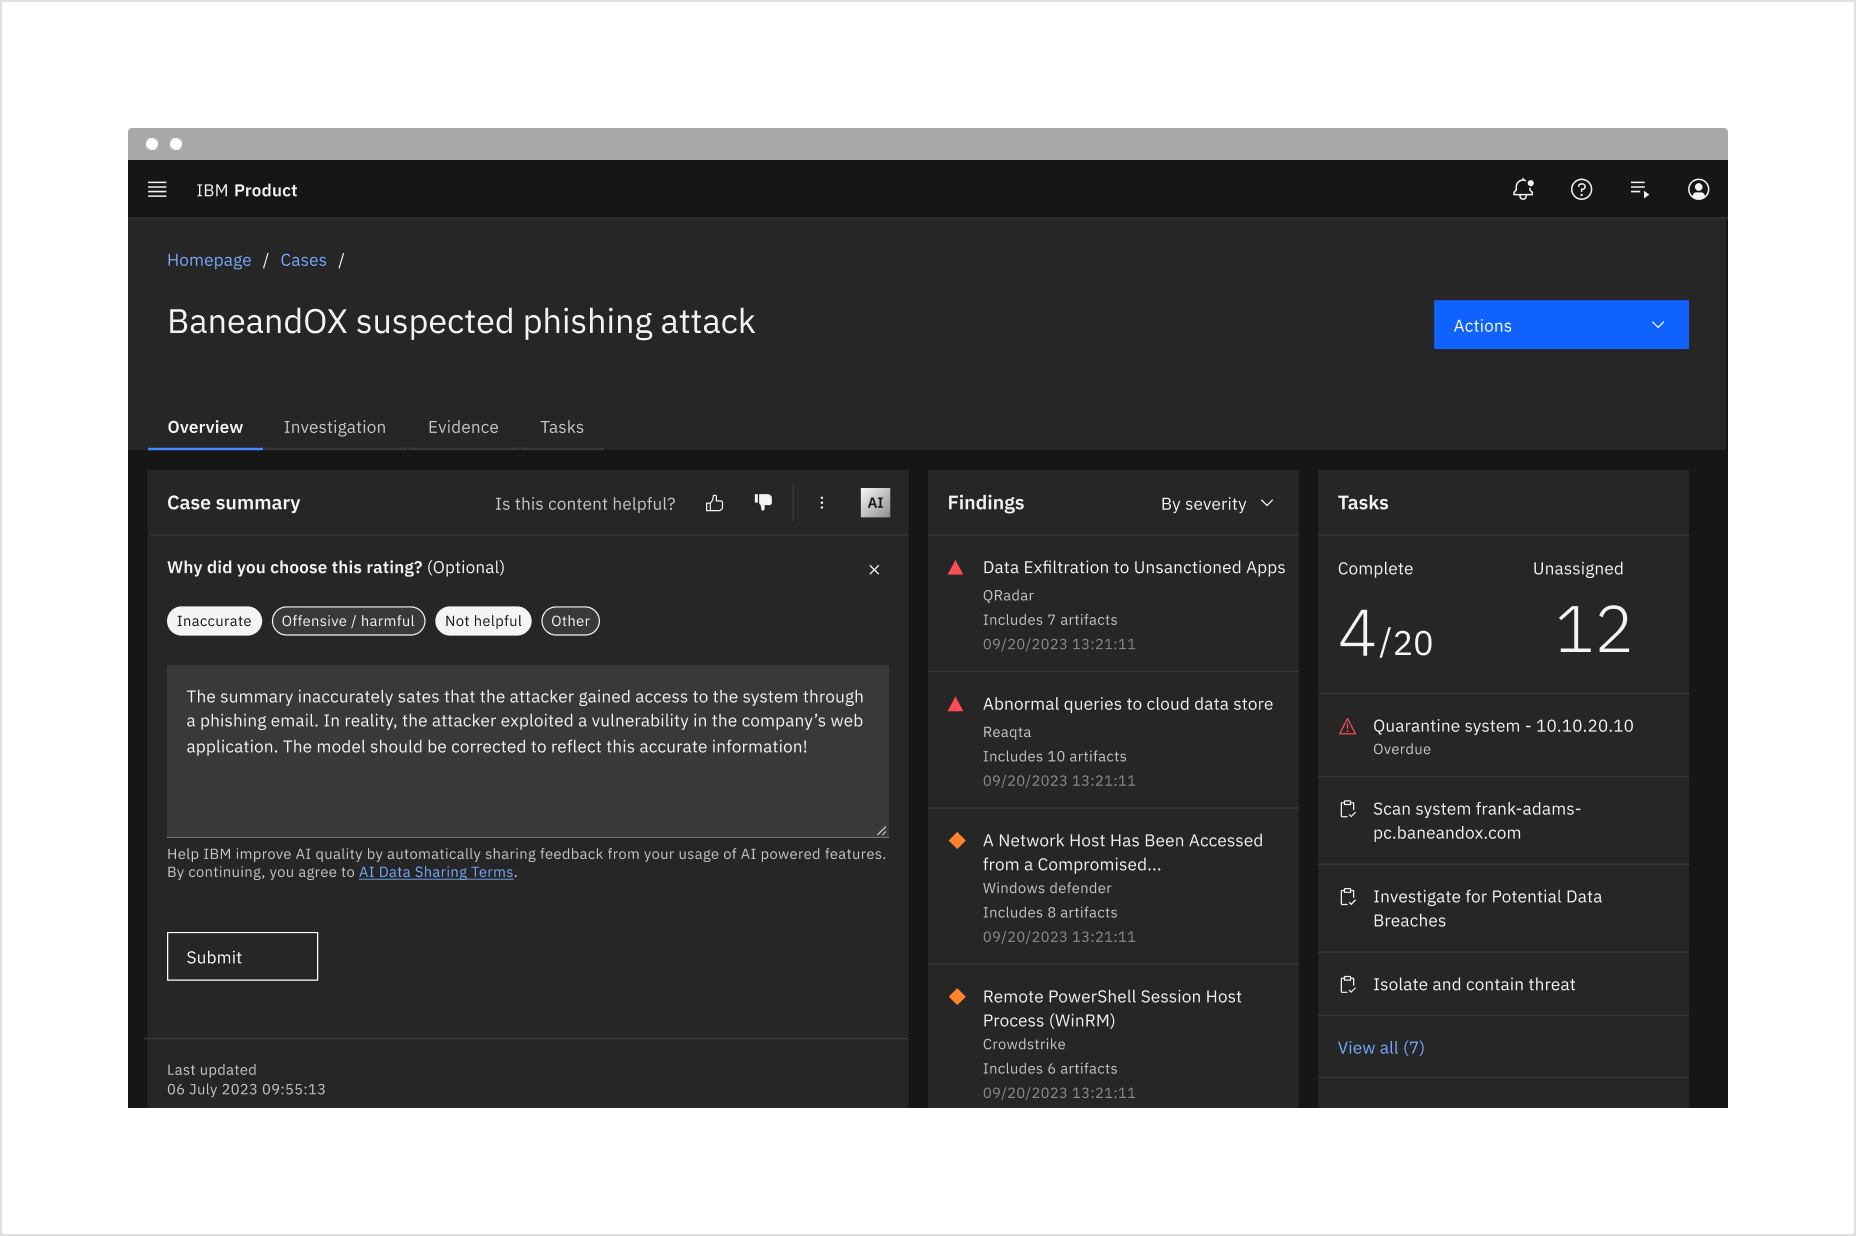 IBM Product
Homepage / Cases /
BaneandOX suspected phishing attack
Actions
Overview Investigation Evidence Tasks
Case summary
Is this content helpful?
AI
Why did you choose this rating? (Optional)
Inaccurate
Offensive / harmful
Not helpful
Other
The summary inaccurately sates that the attacker gained access to the system through
a phishing email. In reality, the attacker exploited a vulnerability in the company’s web
application. The model should be corrected to reflect this accurate information!
Help IBM improve AI quality by automatically sharing feedback from your usage of AI powered features.
By continuing, you agree to AI Data Sharing Terms.
Submit
Last updated
06 July 2023 09:55:13
Findings
By severity
Data Exfiltration to Unsanctioned Apps
QRadar
Includes 7 artifacts
09/20/2023 13:21:11
Abnormal queries to cloud data store
Reaqta
Includes 10 artifacts
09/20/2023 13:21:11
A Network Host Has Been Accessed
from a Compromised...
Windows defender
Includes 8 artifacts
09/20/2023 13:21:11
Remote PowerShell Session Host
Process (WinRM)
Crowdstrike
Includes 6 artifacts
09/20/2023 13:21:11
Tasks
Complete
4/20
Unassigned
12
Quarantine system - 10.10.20.10
Overdue
Scan system frank-adams-
pc.baneandox.com
Investigate for Potential Data
Breaches
Isolate and contain threat
View all (7)